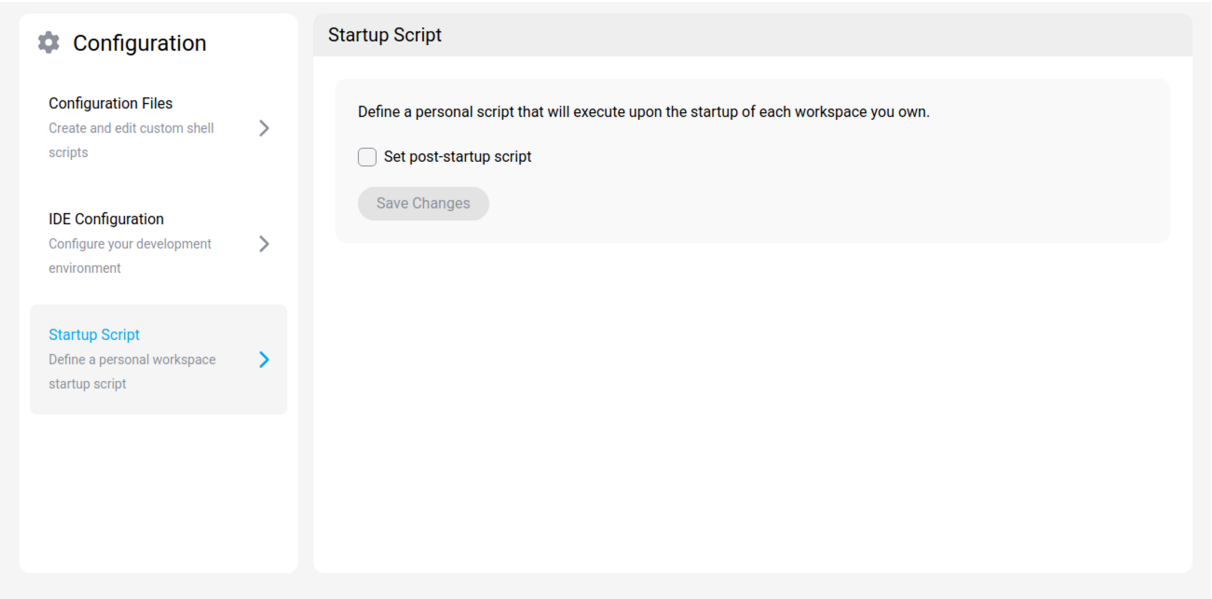 Configuration
Configuration Files
Create and edit custom shell
scripts
IDE Configuration
Configure your development
environment
Startup Script
Define a personal workspace
startup script
Startup Script
Define a personal script that will execute upon the startup of each workspace you own.
Set post-startup script
Save Changes